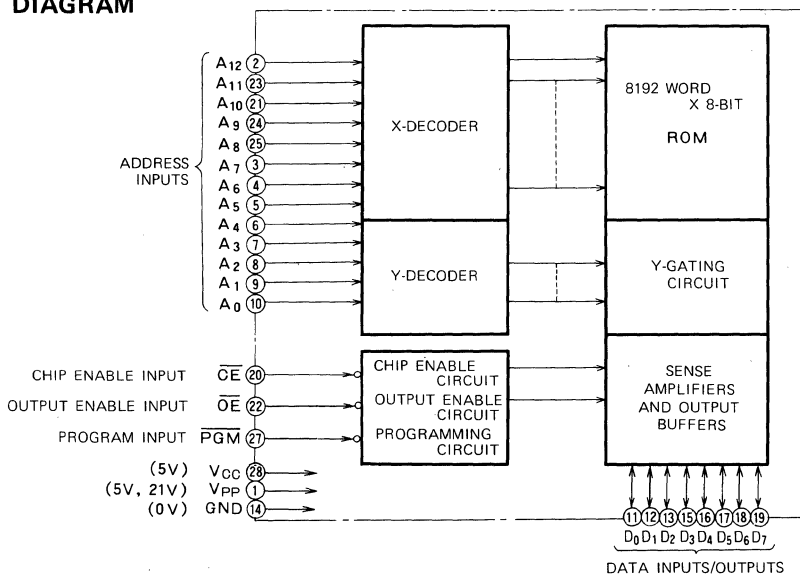 DIAGRAM
A12 2
A11 23
A10 21
A9 24
A8 25
A7 3
A6 4
A5 5
A4 6
A3 7
A2 8
A1 9
A0 10
ADDRESS
INPUTS
X-DECODER
8192 WORD
X 8-BIT
ROM
Y-DECODER
Y-GATING
CIRCUIT
CHIP ENABLE INPUT CE 20
OUTPUT ENABLE INPUT OE 22
PROGRAM INPUT PGM 27
CHIP ENABLE
CIRCUIT
OUTPUT ENABLE
CIRCUIT
PROGRAMMING
CIRCUIT
SENSE
AMPLIFIERS
AND OUTPUT
BUFFERS
(5V) VCC 28
(5V, 21V) VPP 1
(0V) GND 14
11 12 13 15 16 17 18 19
D0 D1 D2 D3 D4 D5 D6 D7
DATA INPUTS/OUTPUTS